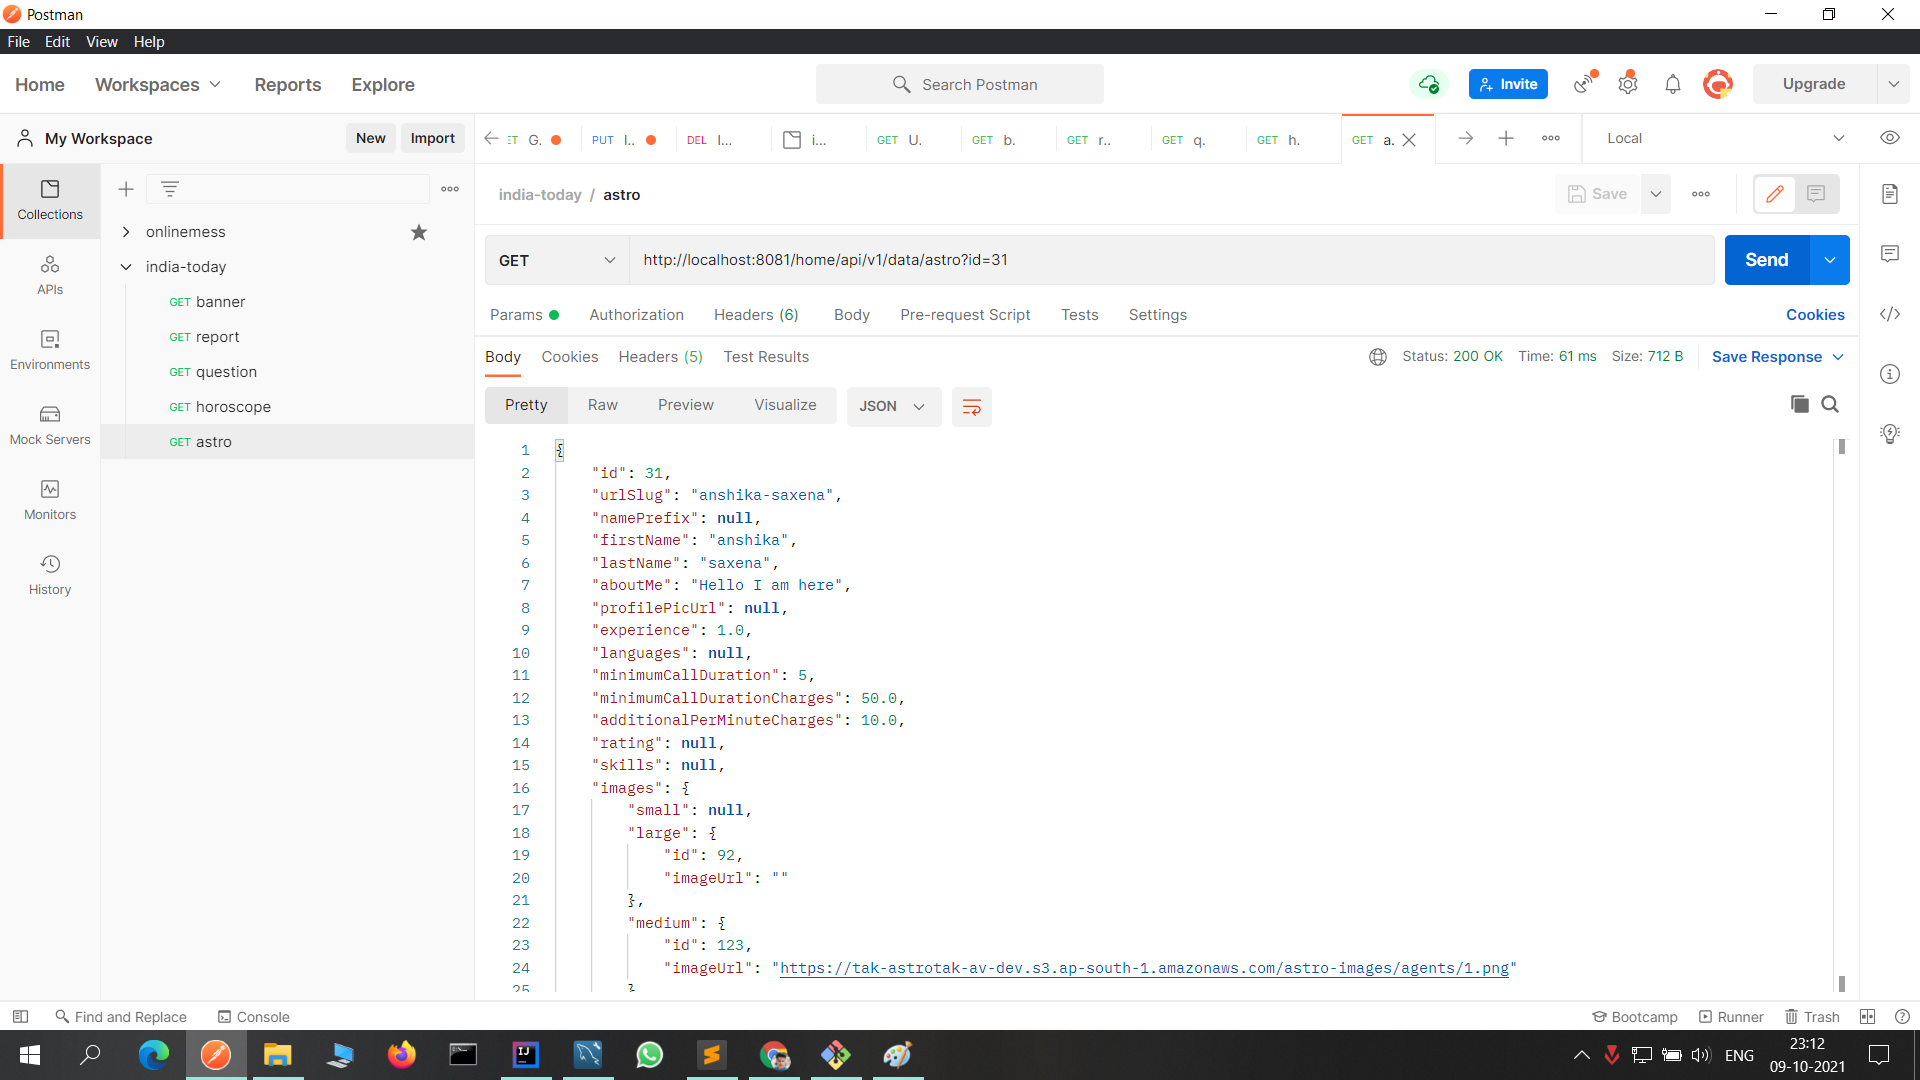 Postman
File Edit View Help
Home Workspaces Reports Explore Search Postman Invite Upgrade
My Workspace New Import
ET G. PUT I.. DEL I... i... GET U. GET b. GET r.. GET q. GET h. GET a. Local
Collections
APIs
Environments
Mock Servers
Monitors
History
onlinemess
india-today
GET banner
GET report
GET question
GET horoscope
GET astro
india-today / astro Save
GET http://localhost:8081/home/api/v1/data/astro?id=31 Send
Params Authorization Headers (6) Body Pre-request Script Tests Settings Cookies
Body Cookies Headers (5) Test Results Status: 200 OK Time: 61 ms Size: 712 B Save Response
Pretty Raw Preview Visualize JSON
1 {
2 "id": 31,
3 "urlSlug": "anshika-saxena",
4 "namePrefix": null,
5 "firstName": "anshika",
6 "lastName": "saxena",
7 "aboutMe": "Hello I am here",
8 "profilePicUrl": null,
9 "experience": 1.0,
10 "languages": null,
11 "minimumCallDuration": 5,
12 "minimumCallDurationCharges": 50.0,
13 "additionalPerMinuteCharges": 10.0,
14 "rating": null,
15 "skills": null,
16 "images": {
17 "small": null,
18 "large": {
19 "id": 92,
20 "imageUrl": ""
21 },
22 "medium": {
23 "id": 123,
24 "imageUrl": "https://tak-astrotak-av-dev.s3.ap-south-1.amazonaws.com/astro-images/agents/1.png"
25 }
Find and Replace Console Bootcamp Runner Trash
ENG 23:12
09-10-2021